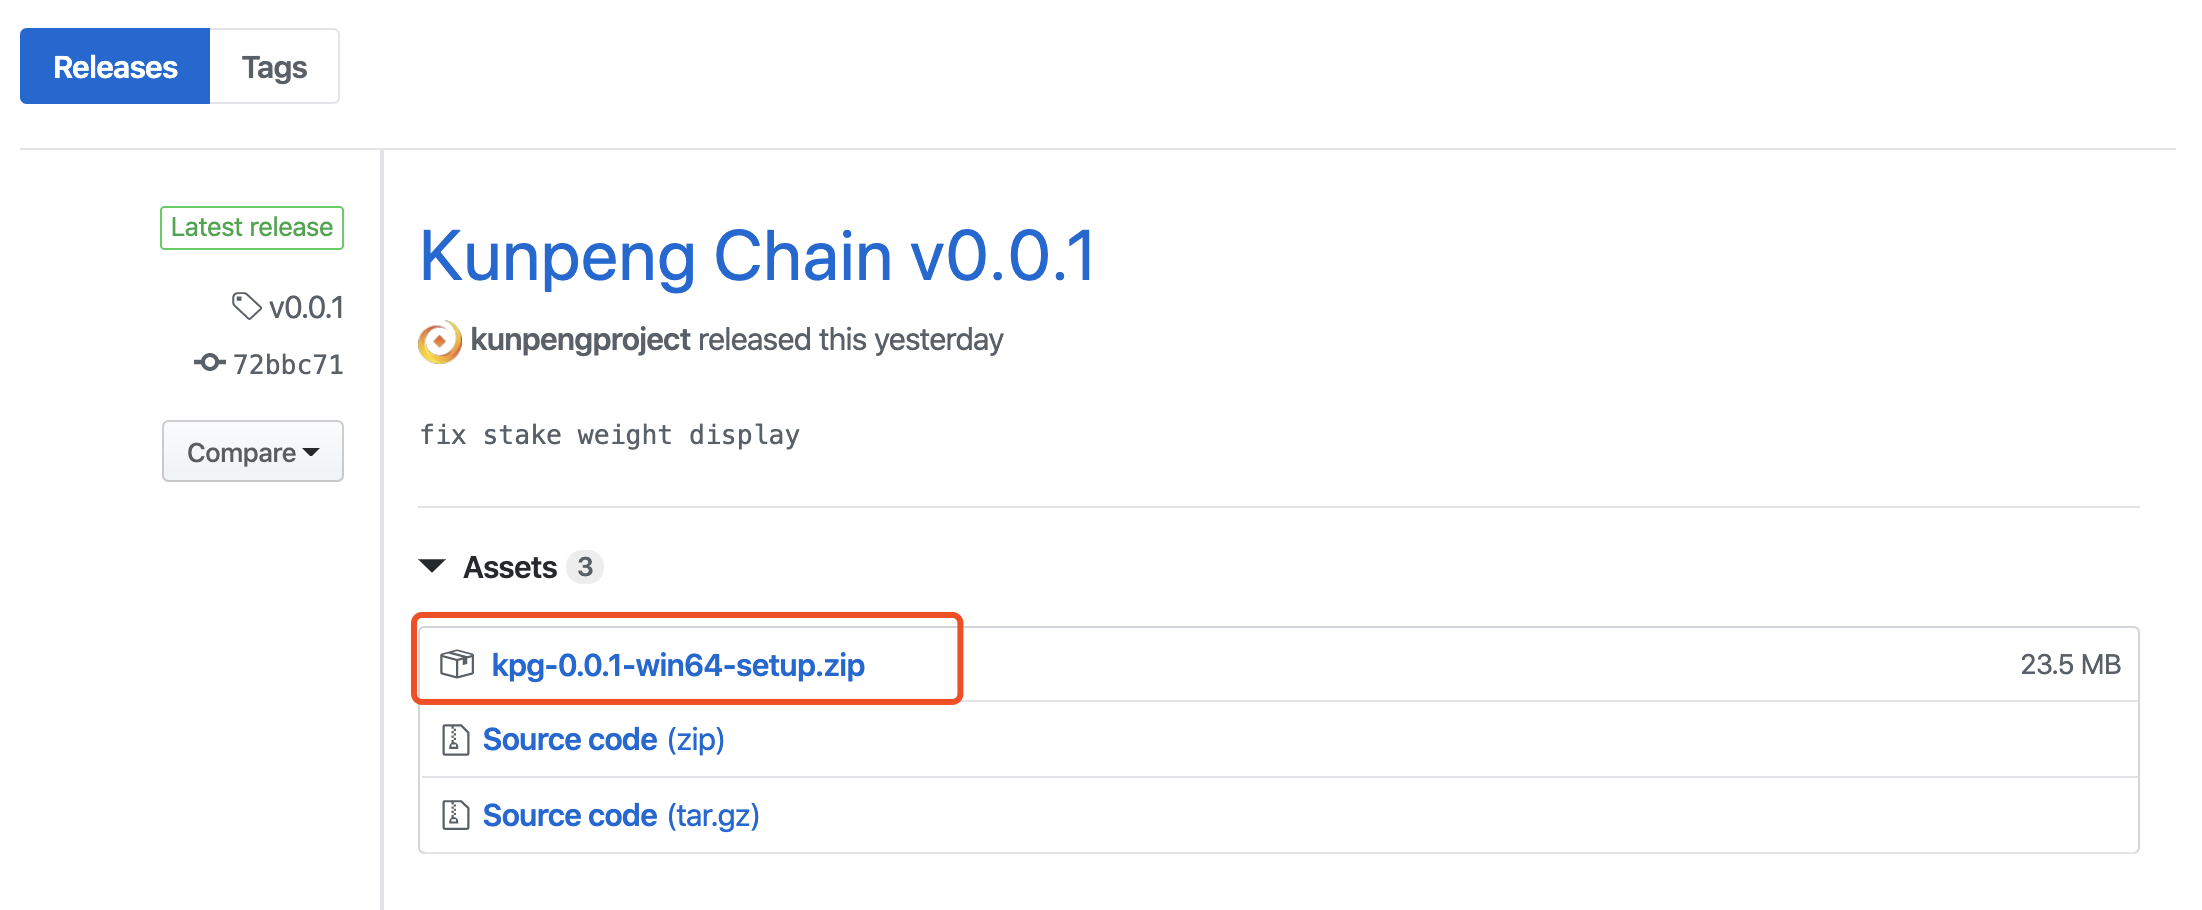 Releases Tags
Latest release
v0.0.1
72bbc71
Compare
Kunpeng Chain v0.0.1
kunpengproject released this yesterday
fix stake weight display
Assets 3
kpg-0.0.1-win64-setup.zip 23.5 MB
Source code (zip)
Source code (tar.gz)